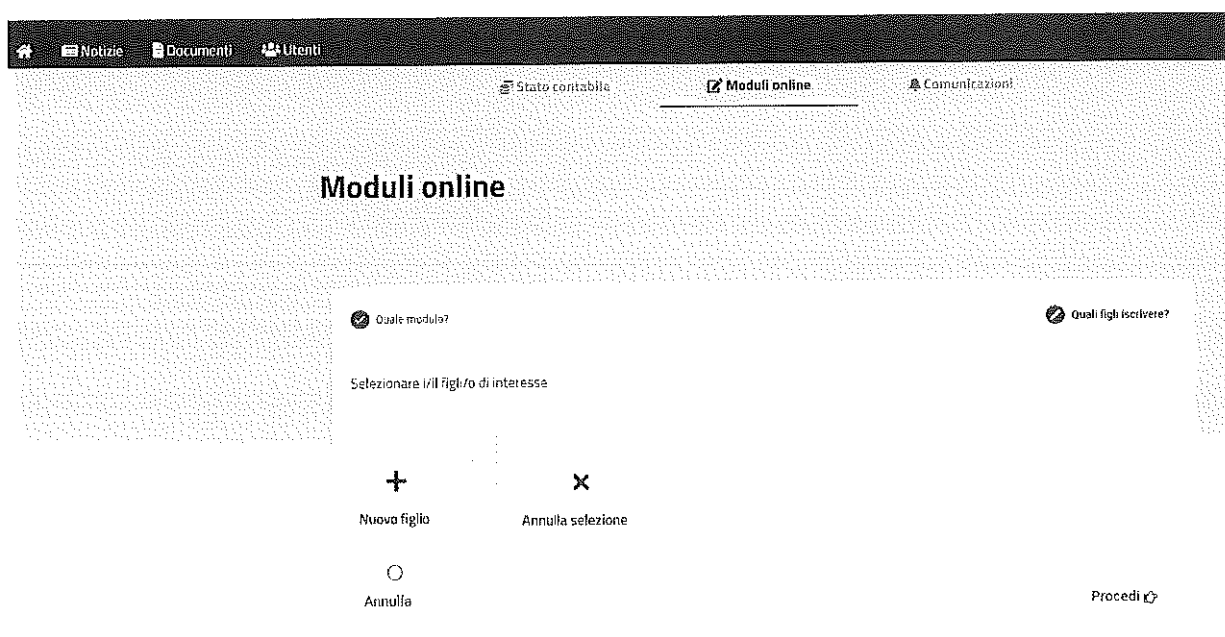 Notizie Documenti Utenti
Stato contabile Moduli online Comunicazioni
Moduli online
Quale modulo? Quali figli iscrivere?
Selezionare i/il figli/o di interesse
Nuovo figlio Annulla selezione
Annulla
Procedi